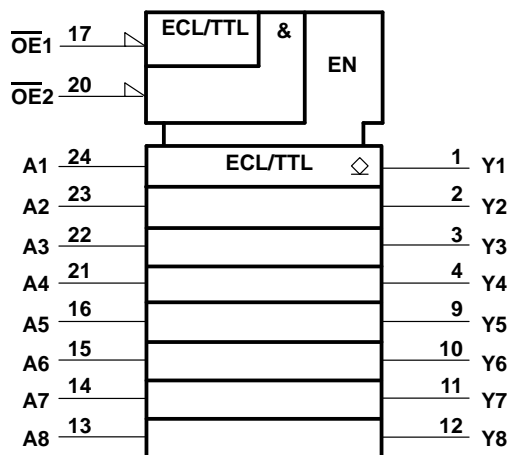 O̅E̅1 17 ECL/TTL & EN
O̅E̅2 20
A1 24 ECL/TTL 1 Y1
A2 23 2 Y2
A3 22 3 Y3
A4 21 4 Y4
A5 16 9 Y5
A6 15 10 Y6
A7 14 11 Y7
A8 13 12 Y8